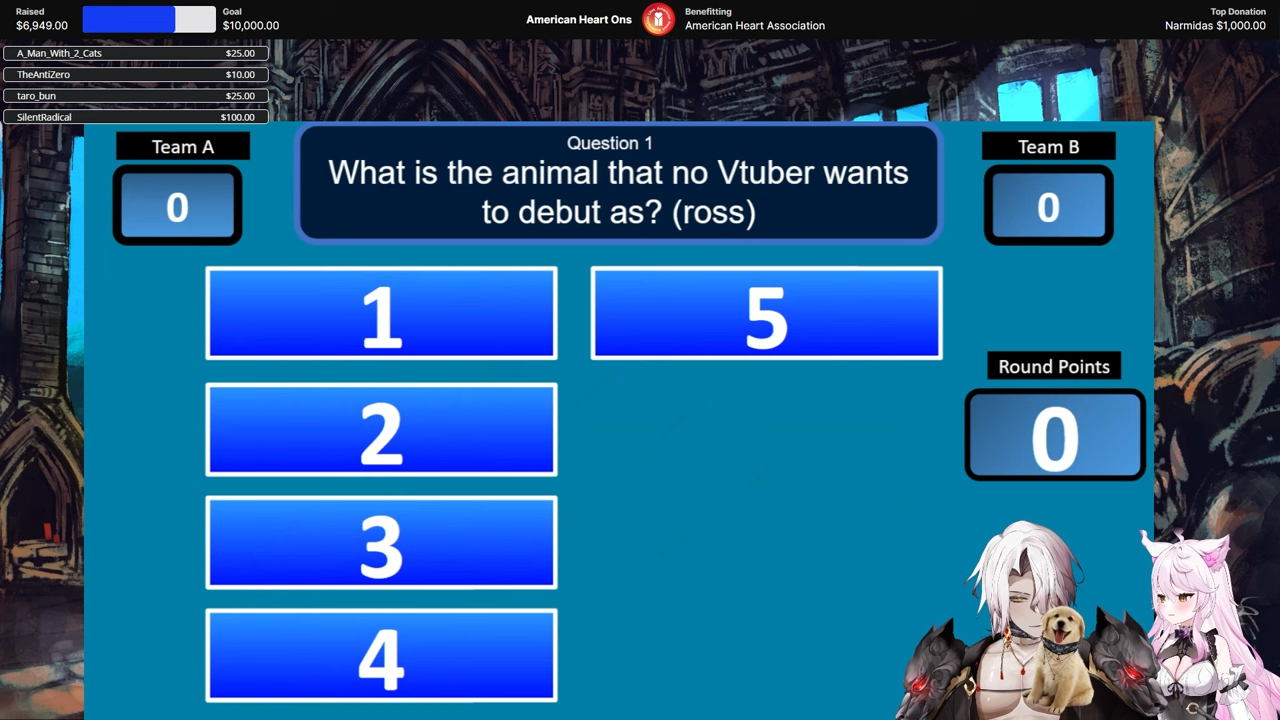 Raised
$6,949.00
Goal
$10,000.00
American Heart Ons
Benefitting
American Heart Association
Top Donation
Narmidas $1,000.00
A_Man_With_2_Cats $25.00
TheAntiZero $10.00
taro_bun $25.00
SilentRadical $100.00
Team A
0
Question 1
What is the animal that no Vtuber wants
to debut as? (ross)
Team B
0
1
5
2
3
4
Round Points
0